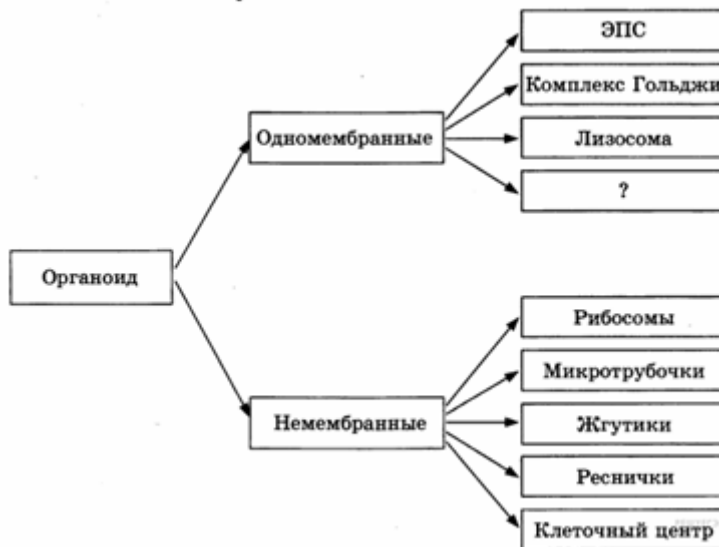 ЭПС
Комплекс Гольджи
Одномембранные
Лизосома
?
Органоид
Рибосомы
Микротрубочки
Немембранные
Жгутики
Реснички
Клеточный центр